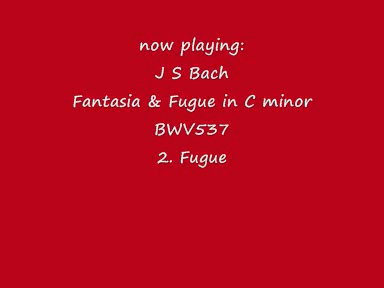 now playing:
J S Bach
Fantasia & Fugue in C minor
BWV537
2. Fugue